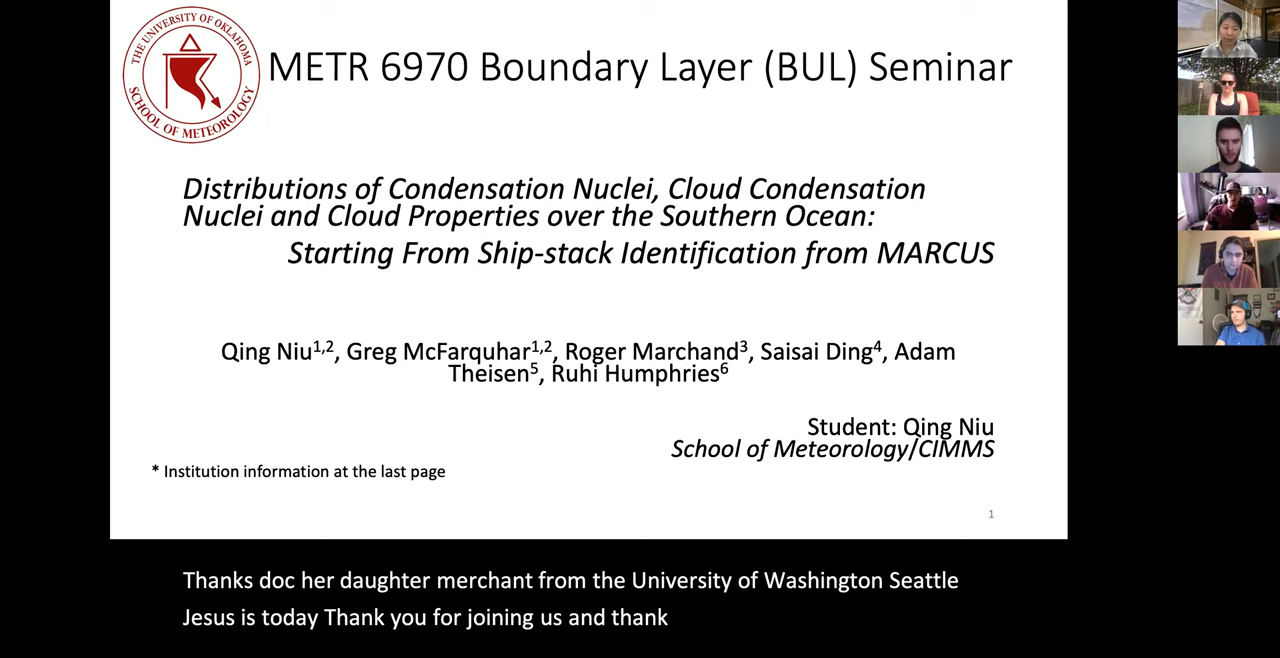 THE UNIVERSITY OF OKLAHOMA
SCHOOL OF METEOROLOGY
METR 6970 Boundary Layer (BUL) Seminar
Distributions of Condensation Nuclei, Cloud Condensation
Nuclei and Cloud Properties over the Southern Ocean:
Starting From Ship-stack Identification from MARCUS
Qing Niu1,2, Greg McFarquhar1,2, Roger Marchand3, Saisai Ding4, Adam
Theisen5, Ruhi Humphries6
Student: Qing Niu
School of Meteorology/CIMMS
* Institution information at the last page
1
Thanks doc her daughter merchant from the University of Washington Seattle
Jesus is today Thank you for joining us and thank